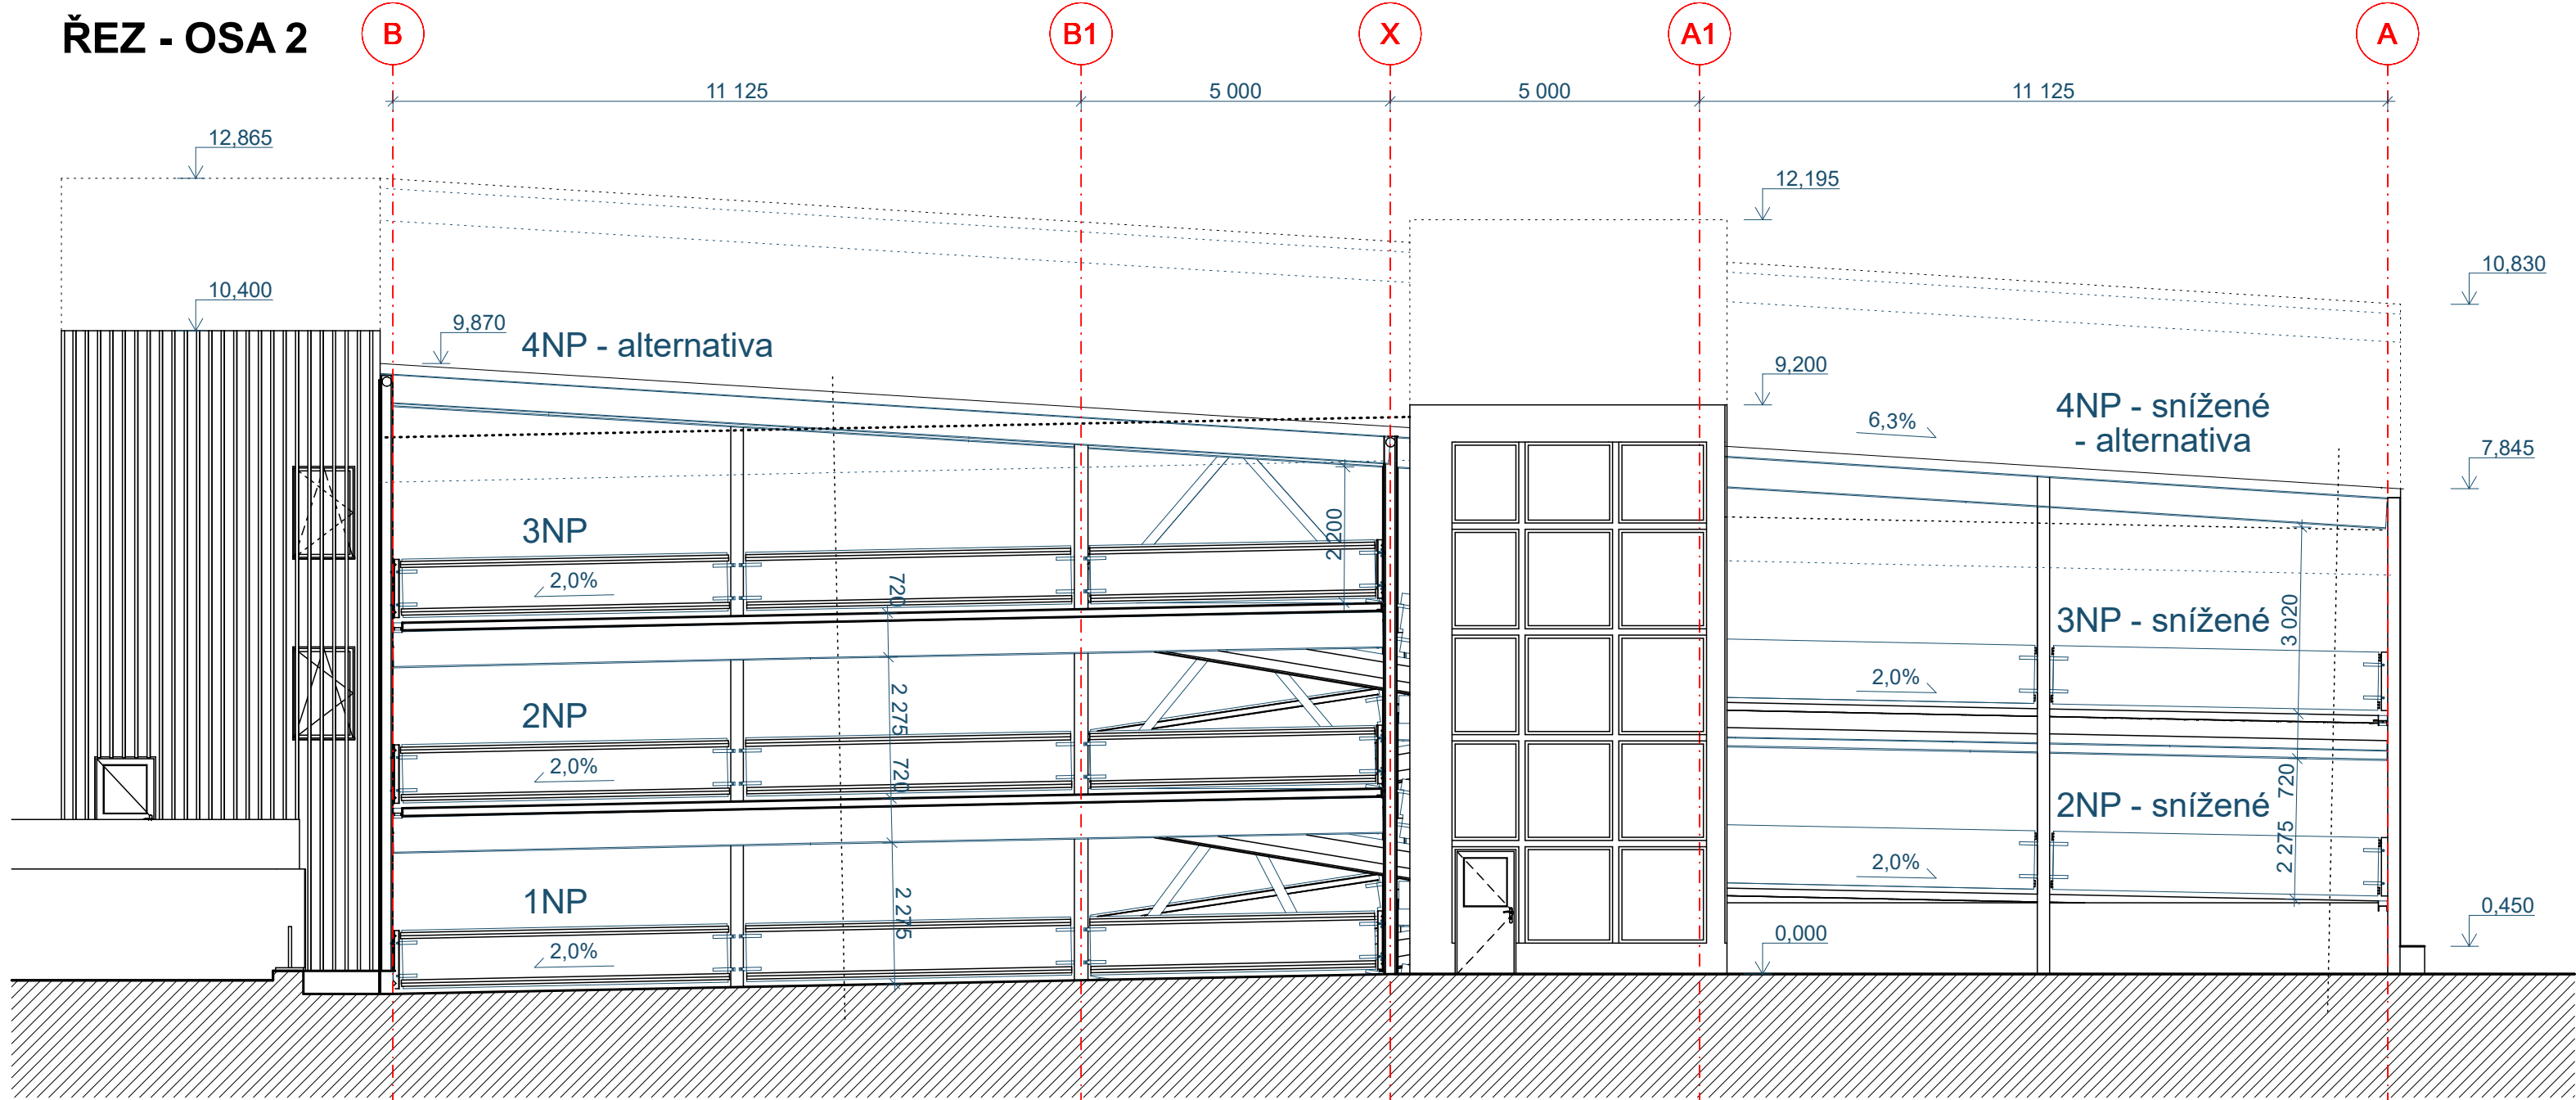 ŘEZ - OSA 2
B
B1
X
A1
A
11 125
5 000
5 000
11 125
12,865
12,195
10,830
10,400
9,870
4NP - alternativa
9,200
6,3%
4NP - snížené
- alternativa
7,845
3NP
2 200
2,0%
720
3NP - snížené
3 020
2,0%
2NP
2 275
2,0%
720
2NP - snížené
720
2 275
2,0%
1NP
2 275
2,0%
0,000
0,450